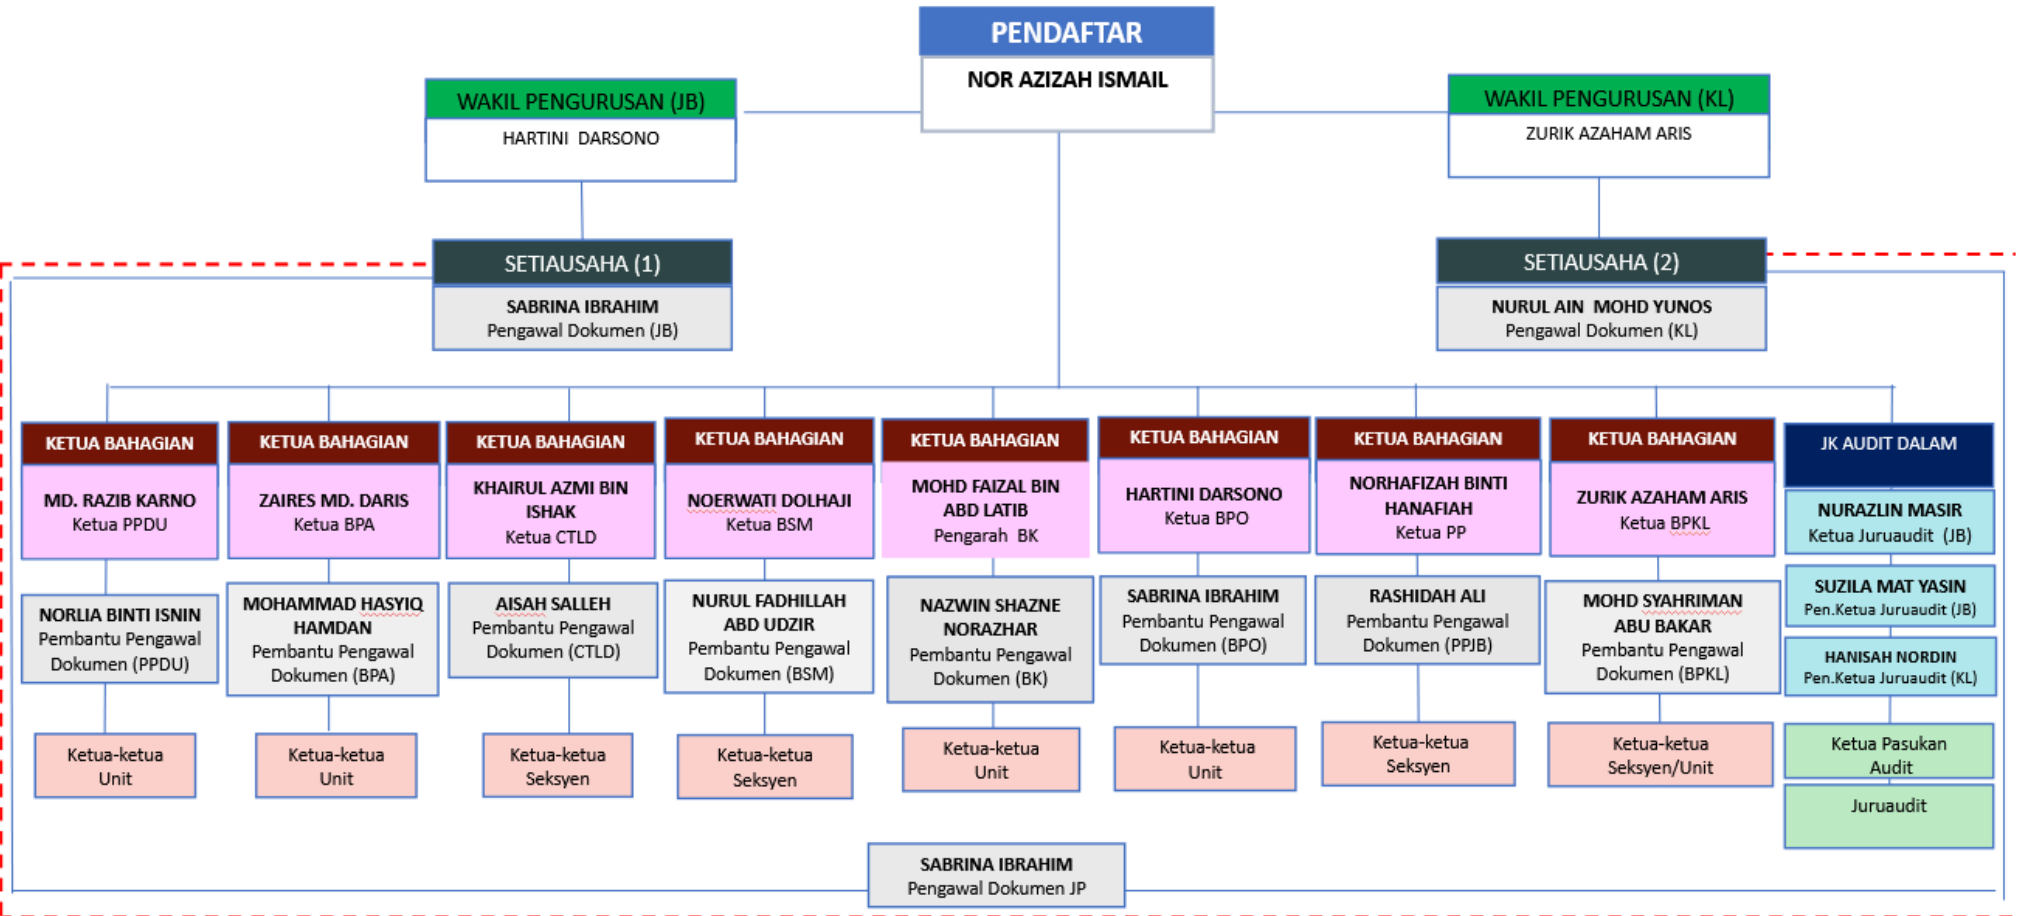 PENDAFTAR
NOR AZIZAH ISMAIL
WAKIL PENGURUSAN (JB)
HARTINI DARSONO
WAKIL PENGURUSAN (KL)
ZURIK AZAHAM ARIS
SETIAUSAHA (1)
SABRINA IBRAHIM
Pengawal Dokumen (JB)
SETIAUSAHA (2)
NURUL AIN MOHD YUNOS
Pengawal Dokumen (KL)
KETUA BAHAGIAN
MD. RAZIB KARNO
Ketua PPDU
NORLIA BINTI ISNIN
Pembantu Pengawal
Dokumen (PPDU)
Ketua-ketua
Unit
KETUA BAHAGIAN
ZAIRES MD. DARIS
Ketua BPA
MOHAMMAD HASYIQ
HAMDAN
Pembantu Pengawal
Dokumen (BPA)
Ketua-ketua
Unit
KETUA BAHAGIAN
KHAIRUL AZMI BIN
ISHAK
Ketua CTLD
AISAH SALLEH
Pembantu Pengawal
Dokumen (CTLD)
Ketua-ketua
Seksyen
KETUA BAHAGIAN
NOERWATI DOLHAJI
Ketua BSM
NURUL FADHILLAH
ABD UDZIR
Pembantu Pengawal
Dokumen (BSM)
Ketua-ketua
Seksyen
KETUA BAHAGIAN
MOHD FAIZAL BIN
ABD LATIB
Pengarah BK
NAZWIN SHAZNE
NORAZHAR
Pembantu Pengawal
Dokumen (BK)
Ketua-ketua
Unit
KETUA BAHAGIAN
HARTINI DARSONO
Ketua BPO
SABRINA IBRAHIM
Pembantu Pengawal
Dokumen (BPO)
Ketua-ketua
Unit
KETUA BAHAGIAN
NORHAFIZAH BINTI
HANAFIAH
Ketua PP
RASHIDAH ALI
Pembantu Pengawal
Dokumen (PPJB)
Ketua-ketua
Seksyen
KETUA BAHAGIAN
ZURIK AZAHAM ARIS
Ketua BPKL
MOHD SYAHRIMAN
ABU BAKAR
Pembantu Pengawal
Dokumen (BPKL)
Ketua-ketua
Seksyen/Unit
JK AUDIT DALAM
NURAZLIN MASIR
Ketua Juruaudit (JB)
SUZILA MAT YASIN
Pen.Ketua Juruaudit (JB)
HANISAH NORDIN
Pen.Ketua Juruaudit (KL)
Ketua Pasukan
Audit
Juruaudit
SABRINA IBRAHIM
Pengawal Dokumen JP